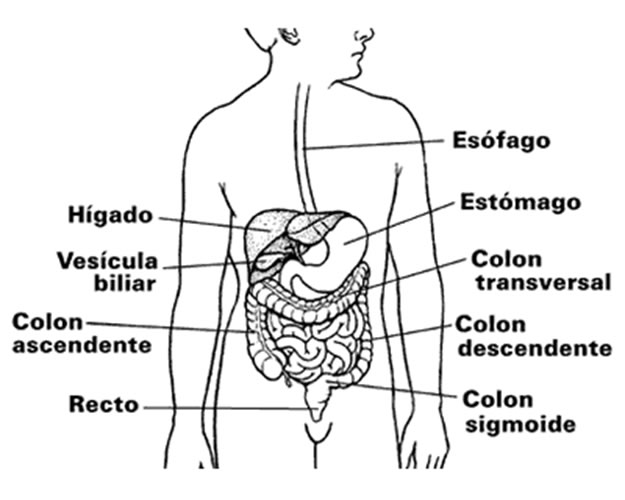 Esófago
Estómago
Hígado
Vesícula
biliar
Colon
transversal
Colon
ascendente
Colon
descendente
Recto
Colon
sigmoide